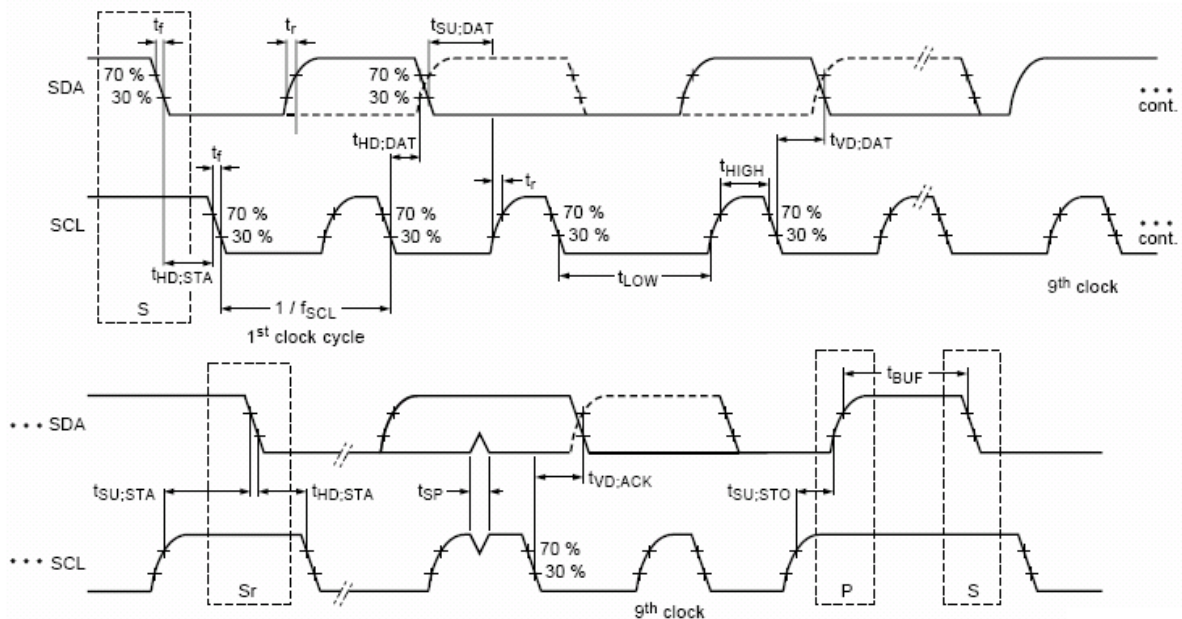 tf tr tSU;DAT
SDA 70 % 30 % 70 % 30 % • • • cont.
tHD;DAT tVD;DAT
tf tr tHIGH
SCL 70 % 30 % 70 % 30 % 70 % 30 % 70 % 30 % • • • cont.
tHD;STA tLOW
S 1 / fSCL 9th clock
1st clock cycle
tBUF
• • • SDA
tSU;STA tHD;STA tSP tVD;ACK tSU;STO
• • • SCL 70 % 30 %
Sr P S
9th clock